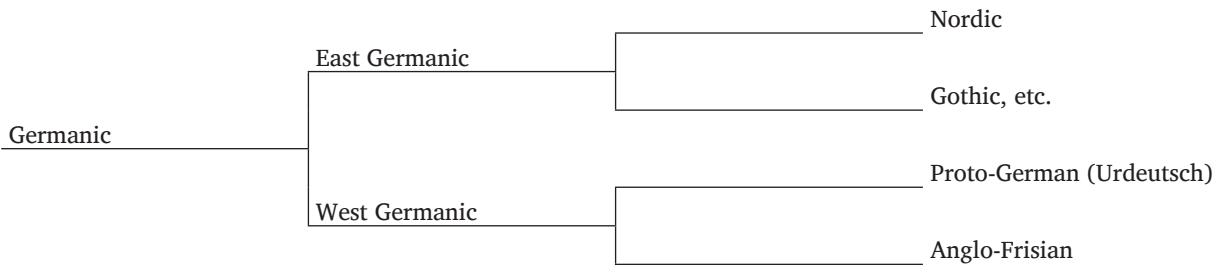 Nordic
East Germanic
Gothic, etc.
Germanic
Proto-German (Urdeutsch)
West Germanic
Anglo-Frisian